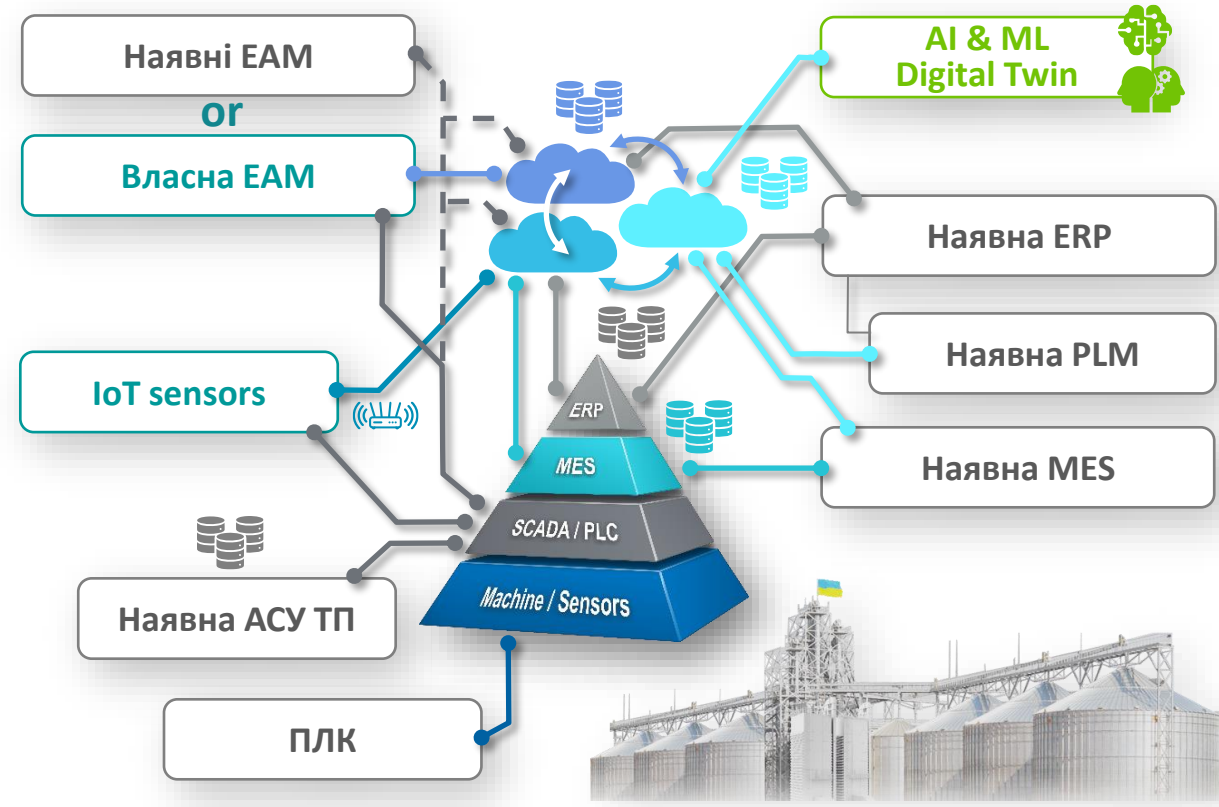 Наявні EAM
or
Власна EAM
IoT sensors
Наявна АСУ ТП
ПЛК
AI & ML
Digital Twin
Наявна ERP
Наявна PLM
Наявна MES
ERP
MES
SCADA / PLC
Machine / Sensors